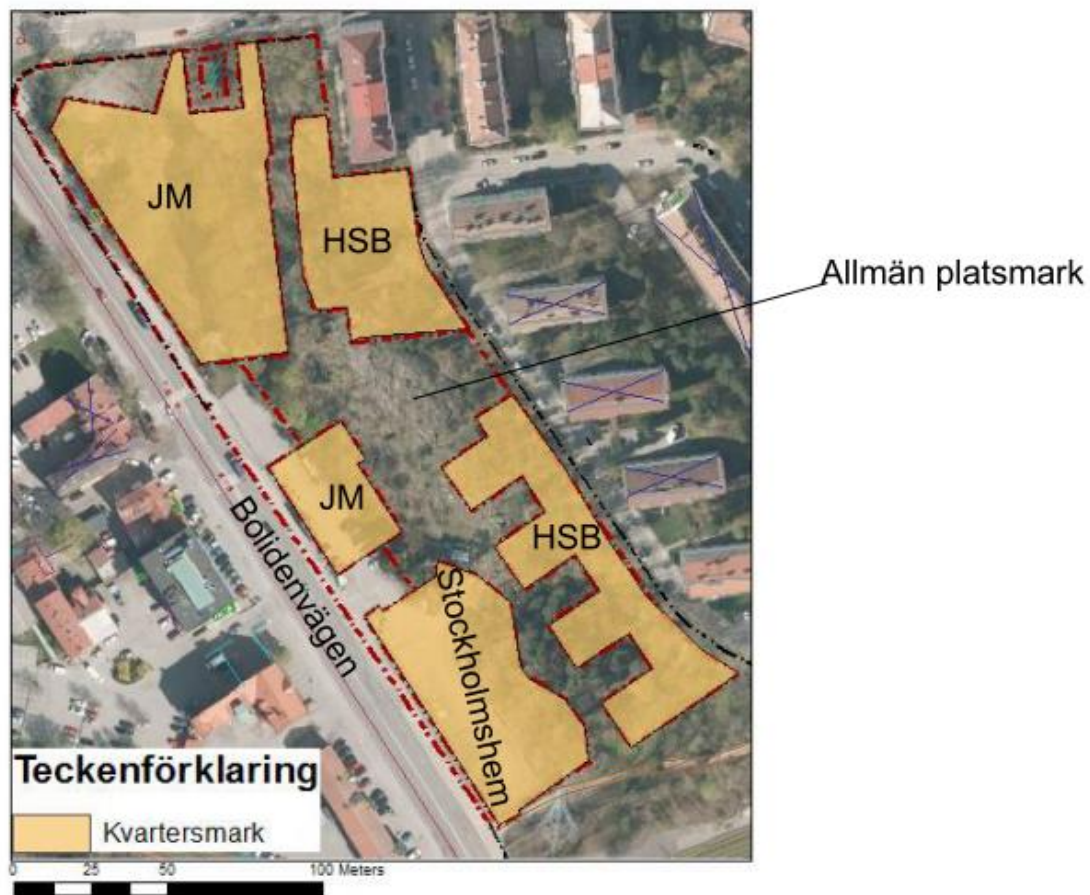 JM
HSB
Allmän platsmark
JM
HSB
Bolidenvägen
Stockholmshem
Teckenförklaring
Kvartersmark
0 25 50 100 Meters